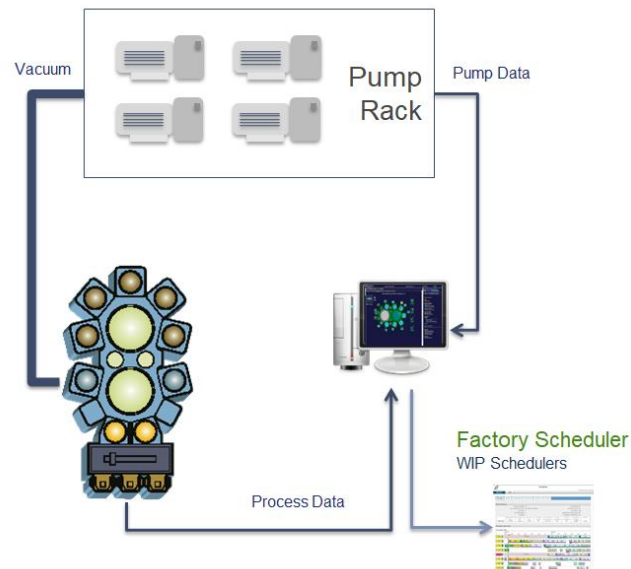 Vacuum
Pump
Rack
Pump Data
Factory Scheduler
WIP Schedulers
Process Data